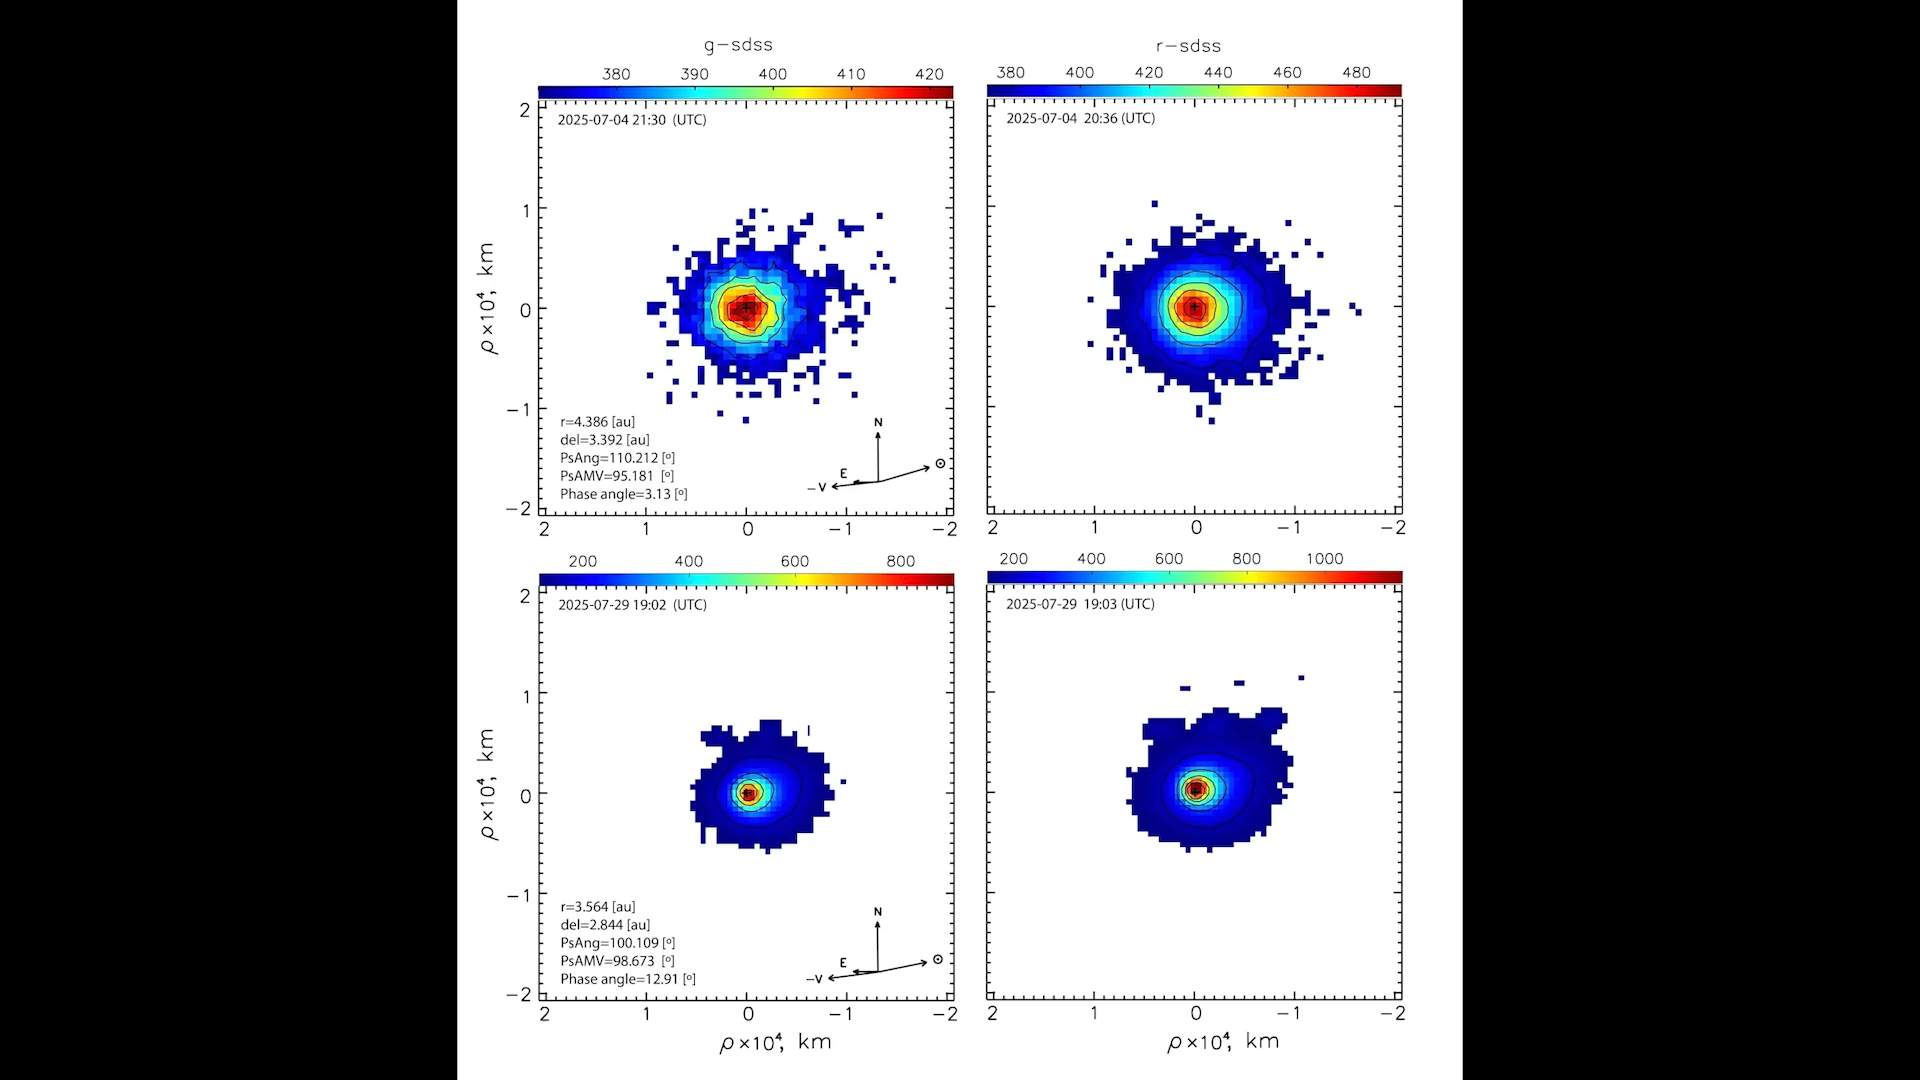 g−sdss
380 390 400 410 420
2
1
0
−1
−2
ρ×10⁴, km
2025-07-04 21:30 (UTC)
r=4.386 [au]
del=3.392 [au]
PsAng=110.212 [º]
PsAMV=95.181 [º]
Phase angle=3.13 [º]
N
E
−V
2 1 0 −1 −2
r−sdss
380 400 420 440 460 480
2025-07-04 20:36 (UTC)
2 1 0 −1 −2
200 400 600 800
2
1
0
−1
−2
ρ×10⁴, km
2025-07-29 19:02 (UTC)
r=3.564 [au]
del=2.844 [au]
PsAng=100.109 [º]
PsAMV=98.673 [º]
Phase angle=12.91 [º]
N
E
−V
2 1 0 −1 −2
ρ×10⁴, km
200 400 600 800 1000
2025-07-29 19:03 (UTC)
2 1 0 −1 −2
ρ×10⁴, km